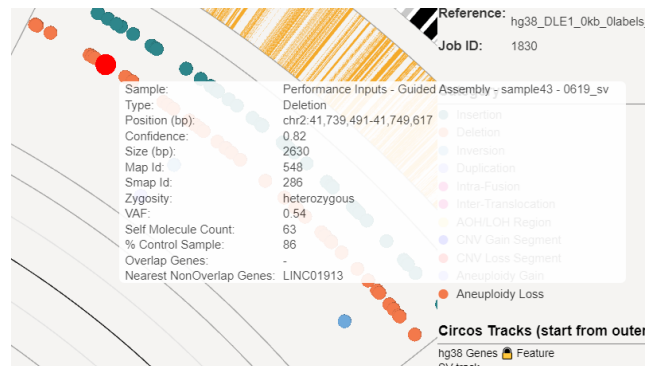 Reference: hg38_DLE1_0kb_0labels_
Job ID: 1830
Sample: Performance Inputs - Guided Assembly - sample43 - 0619_sv
Type: Deletion
Position (bp): chr2:41,739,491-41,749,617
Confidence: 0.82
Size (bp): 2630
Map Id: 548
Smap Id: 286
Zygosity: heterozygous
VAF: 0.54
Self Molecule Count: 63
% Control Sample: 86
Overlap Genes: -
Nearest NonOverlap Genes: LINC01913
Insertion
Deletion
Inversion
Duplication
Intra-Fusion
Inter-Translocation
AOH/LOH Region
CNV Gain Segment
CNV Loss Segment
Aneuploidy Gain
Aneuploidy Loss
Circos Tracks (start from outer
hg38 Genes Feature